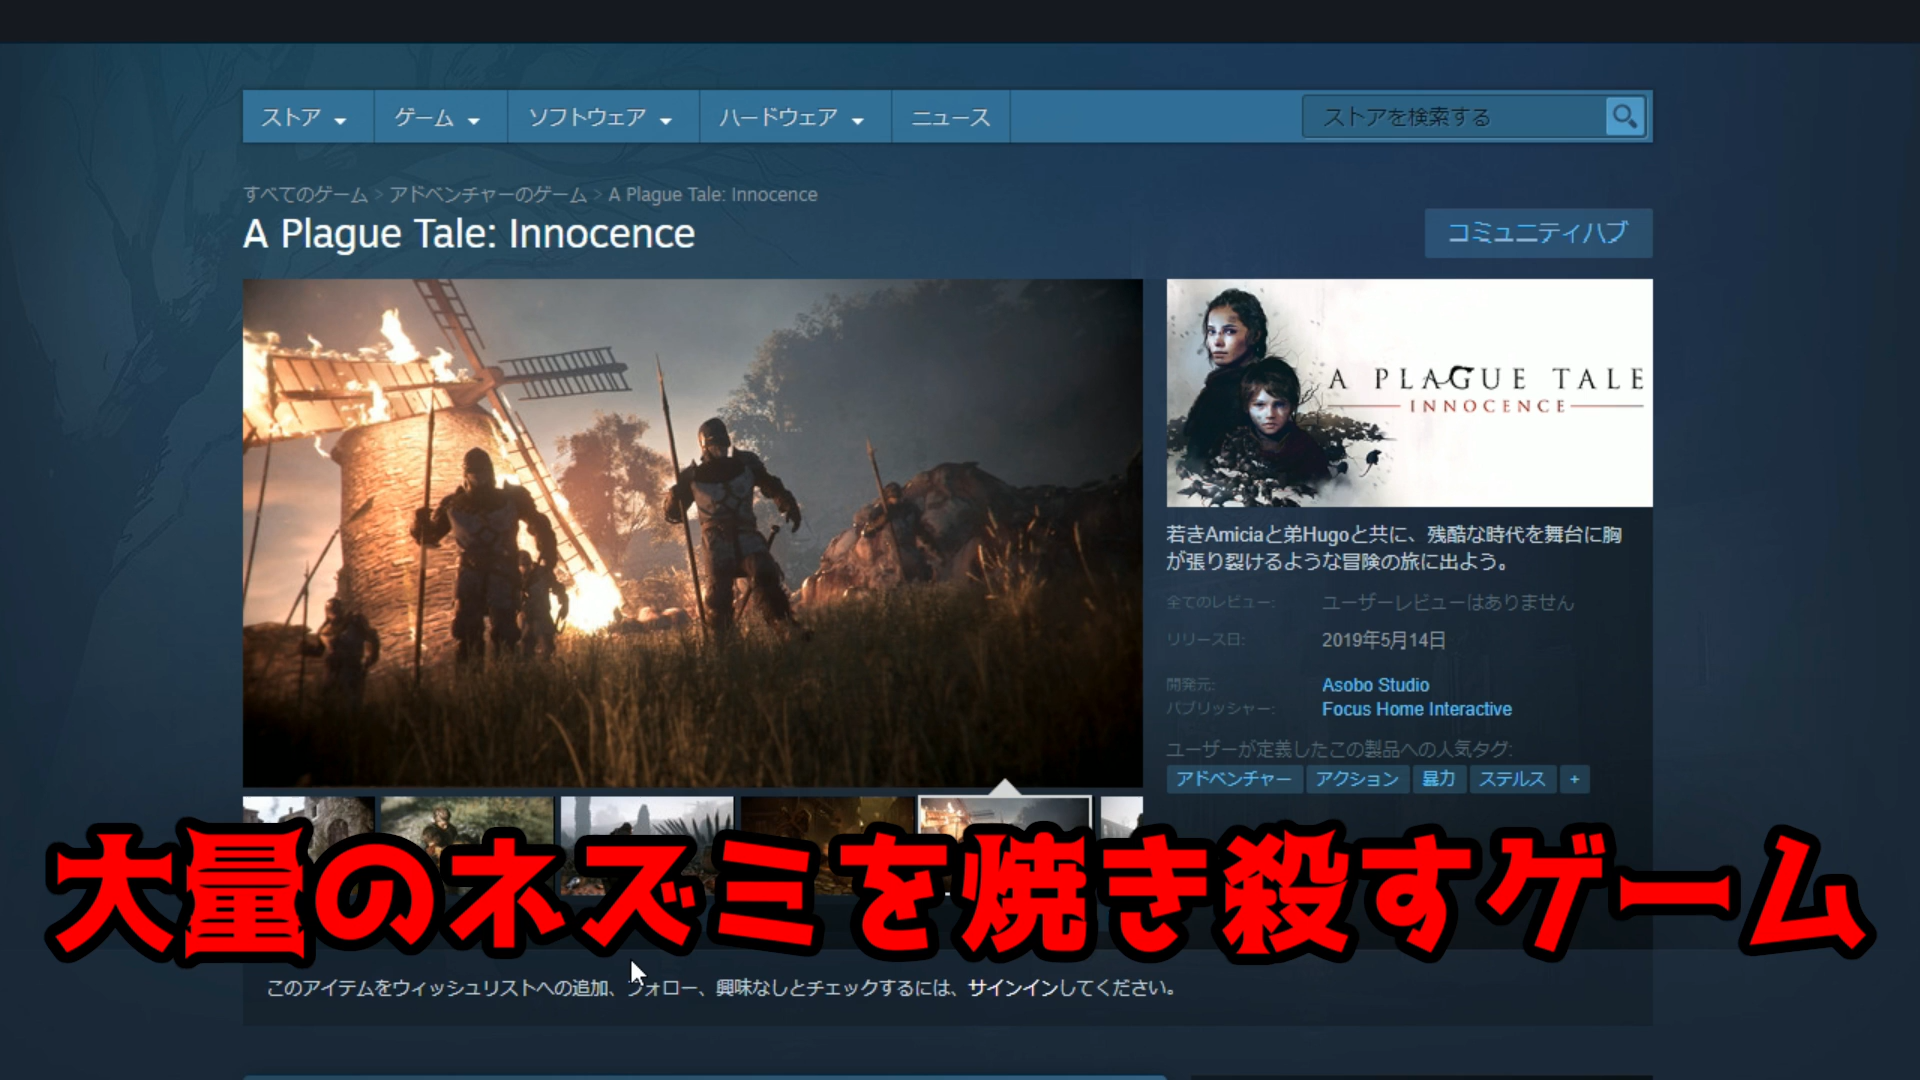 ストア
ゲーム
ソフトウェア
ハードウェア
ニュース
ストアを検索する
すべてのゲーム > アドベンチャーのゲーム > A Plague Tale: Innocence
A Plague Tale: Innocence
コミュニティハブ
A PLAGUE TALE
INNOCENCE
若きAmiciaと弟Hugoと共に、残酷な時代を舞台に胸
が張り裂けるような冒険の旅に出よう。
全てのレビュー: ユーザーレビューはありません
リリース日: 2019年5月14日
開発元: Asobo Studio
パブリッシャー: Focus Home Interactive
ユーザーが定義したこの製品への人気タグ:
アドベンチャー アクション 暴力 ステルス +
大量のネズミを焼き殺すゲーム
このアイテムをウィッシュリストへの追加、フォロー、興味なしとチェックするには、サインインしてください。